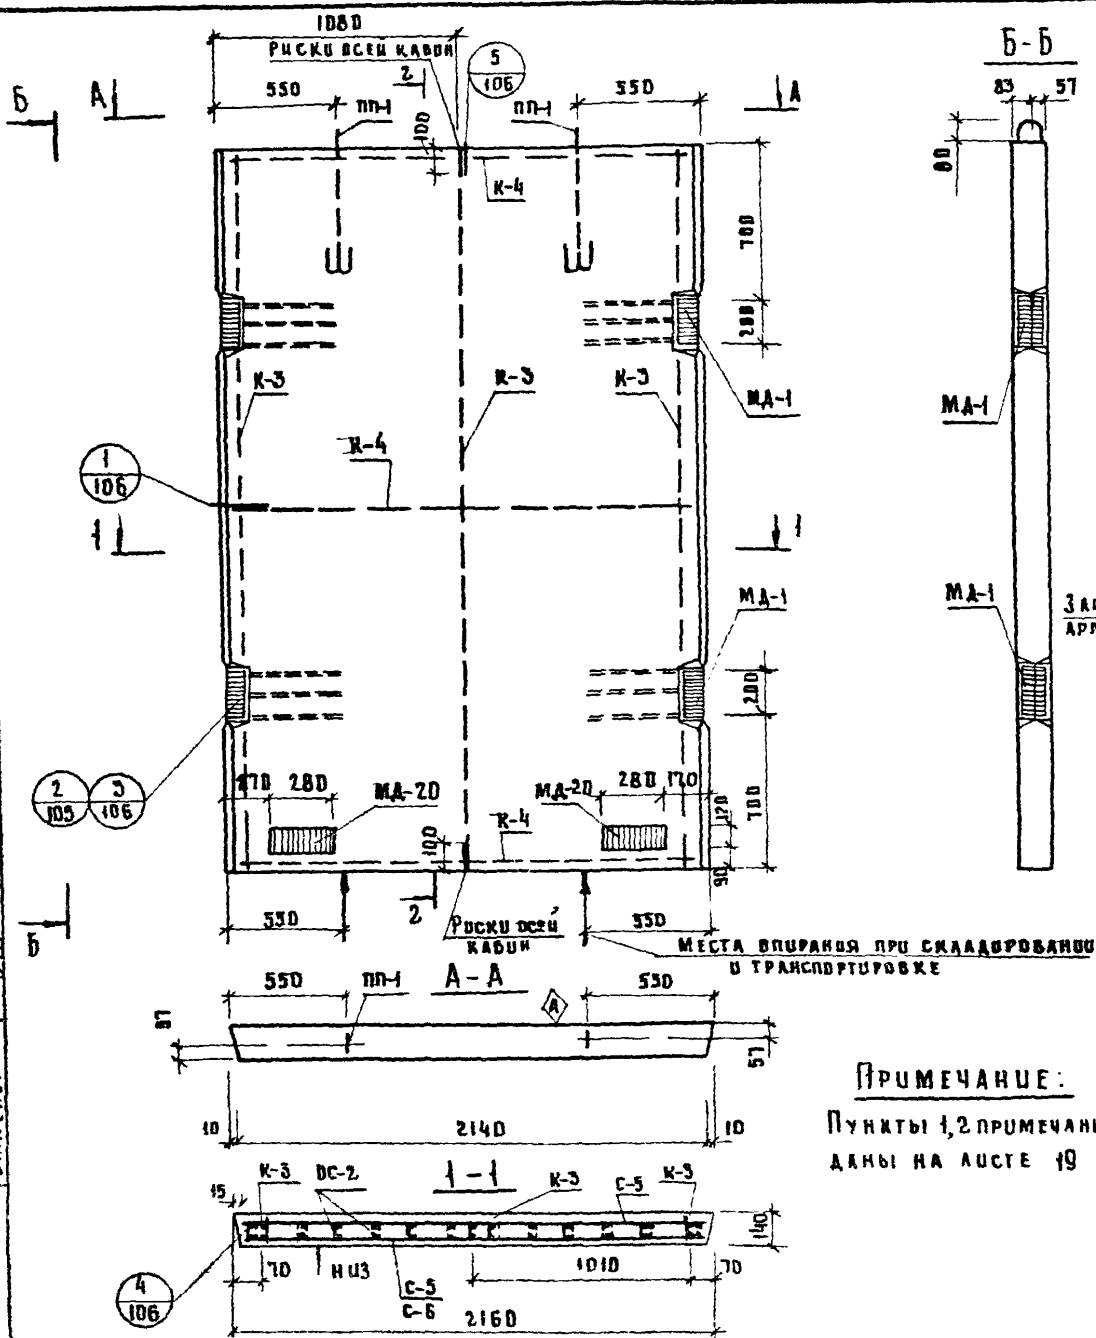 1080
РИСКИ ОСЕЙ КАБИН
5
106
Б-Б
Б
А
550
ПП-1
2
100
ПП-1
550
А
83
57
80
К-4
700
200
К-3
К-3
К-3
МД-1
МД-1
К-4
1
106
1
1
МД-1
МД-1
200
2
105
3
106
170
280
МД-20
МД-20
280
170
100
К-4
120
90
700
Б
550
2
РИСКИ ОСЕЙ
КАБИН
550
МЕСТА ОПИРАНИЯ ПРИ СКЛАДИРОВАНИИ
И ТРАНСПОРТИРОВКЕ
550
ПП-1
А-А
А
550
57
10
2140
10
ПРИМЕЧАНИЕ:
ПУНКТЫ 1,2
ДАНЫ НА ЛИСТЕ 19
15
К-3
ОС-2
1-1
К-3
С-5
К-3
140
4
106
70
НИЗ
С-5
С-6
1010
70
2160